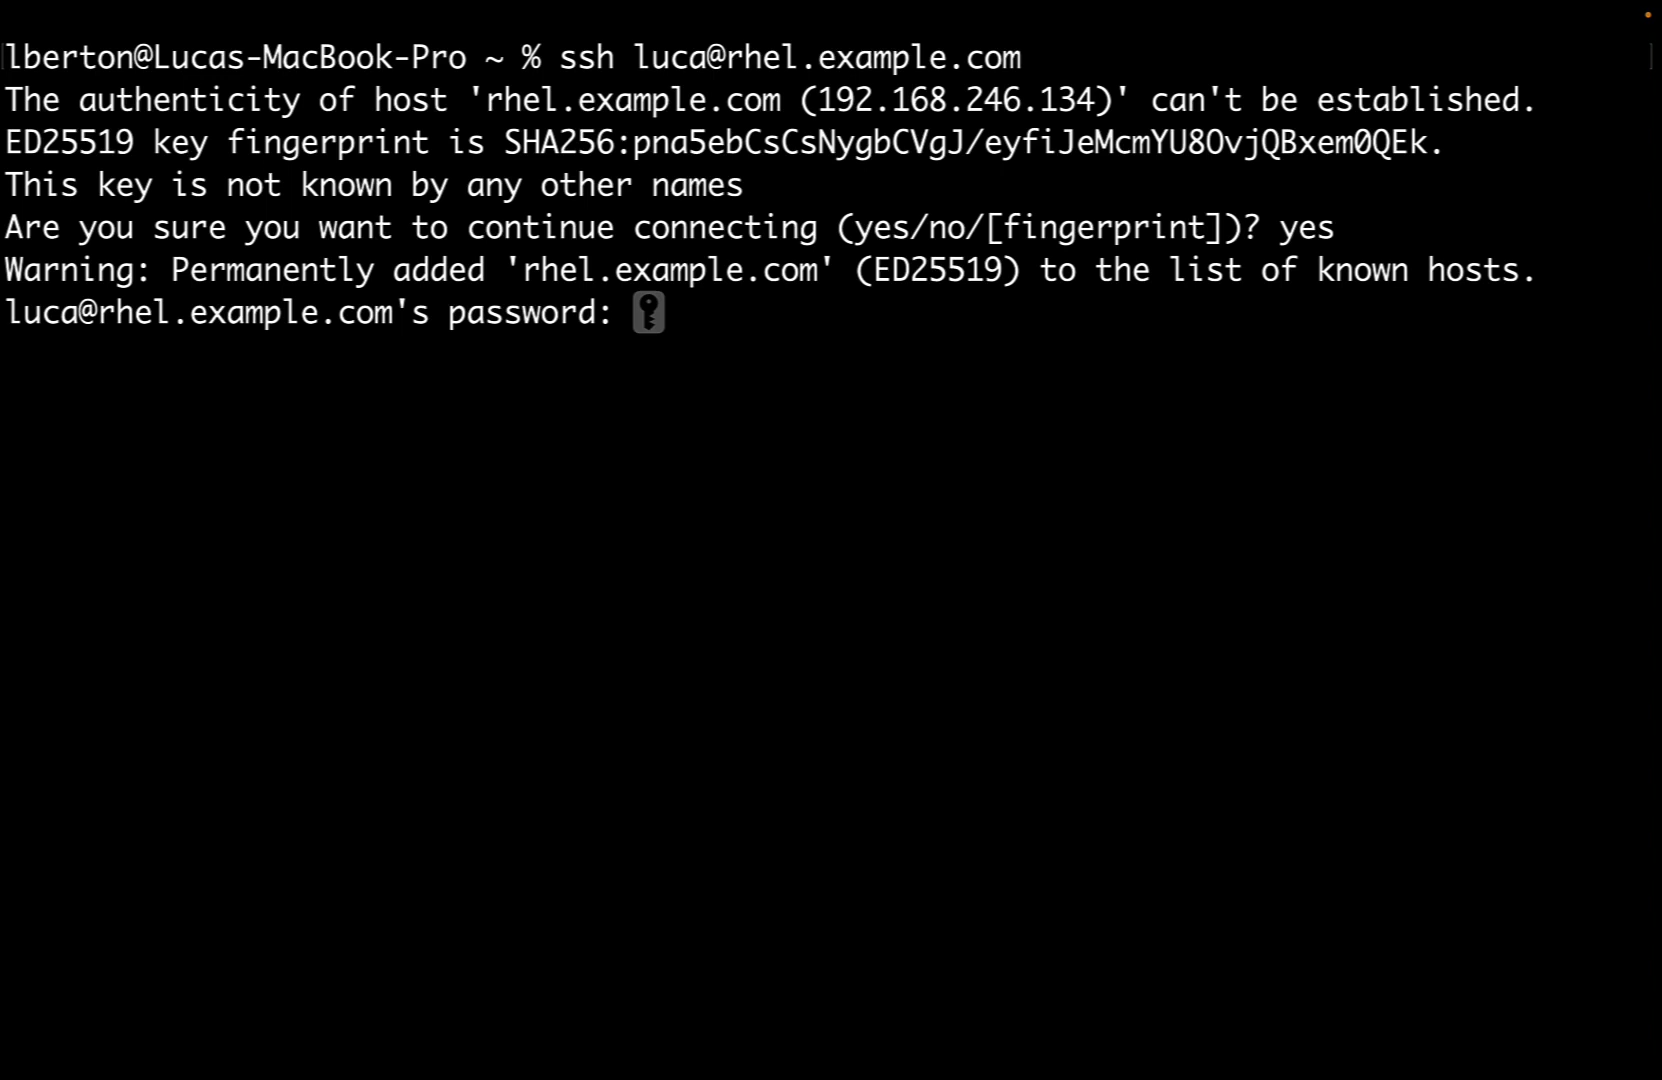 lberton@Lucas-MacBook-Pro ~ % ssh luca@rhel.example.com
The authenticity of host 'rhel.example.com (192.168.246.134)' can't be established.
ED25519 key fingerprint is SHA256:pna5ebCsCsNygbCVgJ/eyfiJeMcmYU8OvjQBxem0QEk.
This key is not known by any other names
Are you sure you want to continue connecting (yes/no/[fingerprint])? yes
Warning: Permanently added 'rhel.example.com' (ED25519) to the list of known hosts.
luca@rhel.example.com's password: